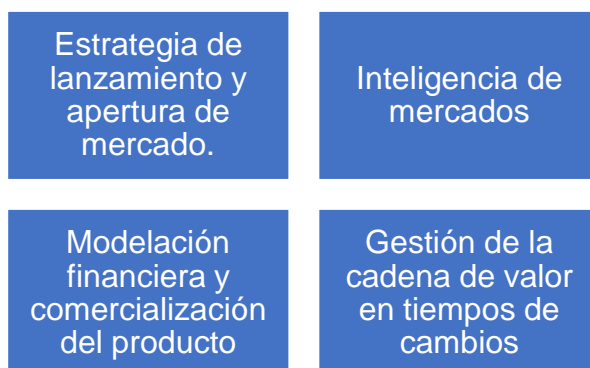 Estrategia de
lanzamiento y
apertura de
mercado.
Inteligencia de
mercados
Modelación
financiera y
comercialización
del producto
Gestión de la
cadena de valor
en tiempos de
cambios